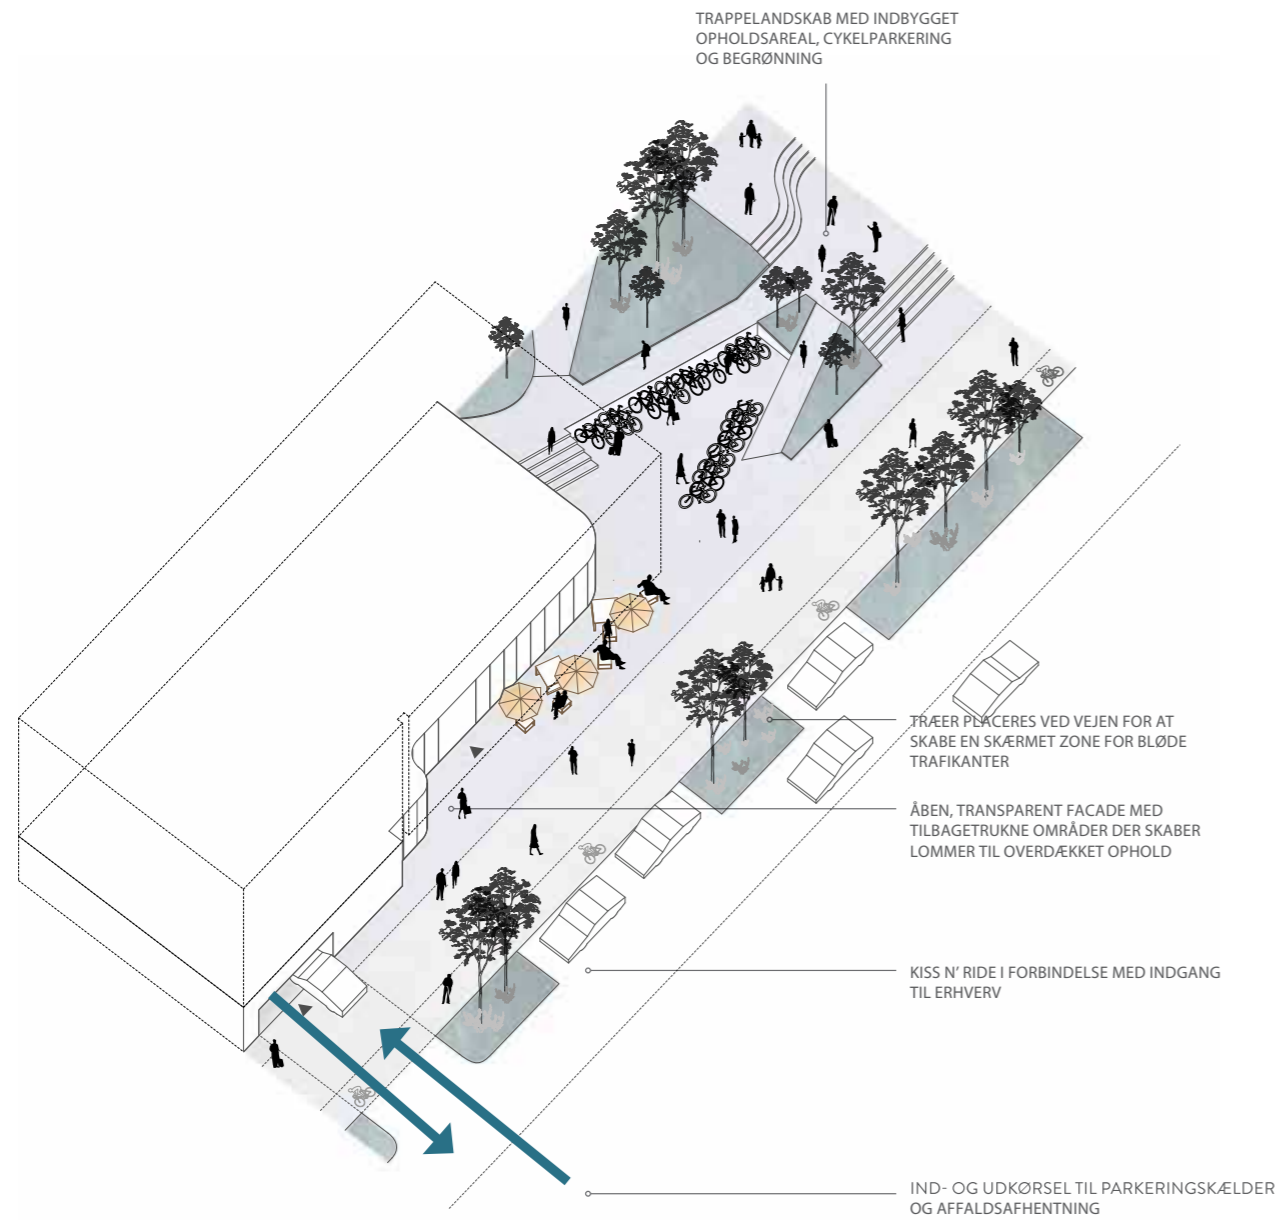 TRAPPELANDSKAB MED INDBYGGET
OPHOLDSAREAL, CYKELPARKERING
OG BEGRØNNING
TRÆER PLACERES VED VEJEN FOR AT
SKABE EN SKÆRMET ZONE FOR BLØDE
TRAFIKANTER
ÅBEN, TRANSPARENT FACADE MED
TILBAGETRUKNE OMRÅDER DER SKABER
LOMMER TIL OVERDÆKKET OPHOLD
KISS N' RIDE I FORBINDELSE MED INDGANG
TIL ERHVERV
IND- OG UDKØRSEL TIL PARKERINGSKÆLDER
OG AFFALDSAFHENTNING